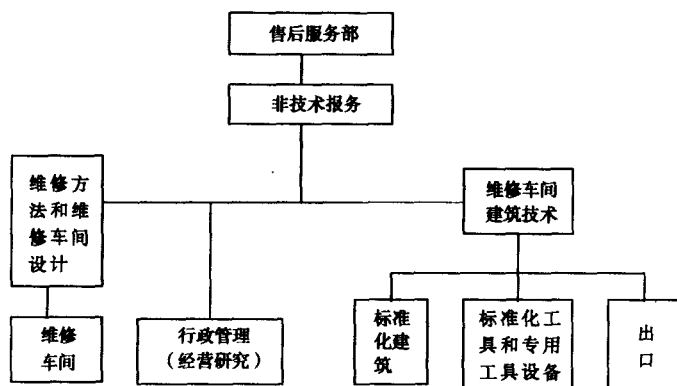 售后服务部
非技术报务
维修方
法和维
修车间
设计
维修车间
建筑技术
维修
车间
行政管理
(经营研究)
标准
化建
筑
标准化工
具和专用
工具设备
出
口